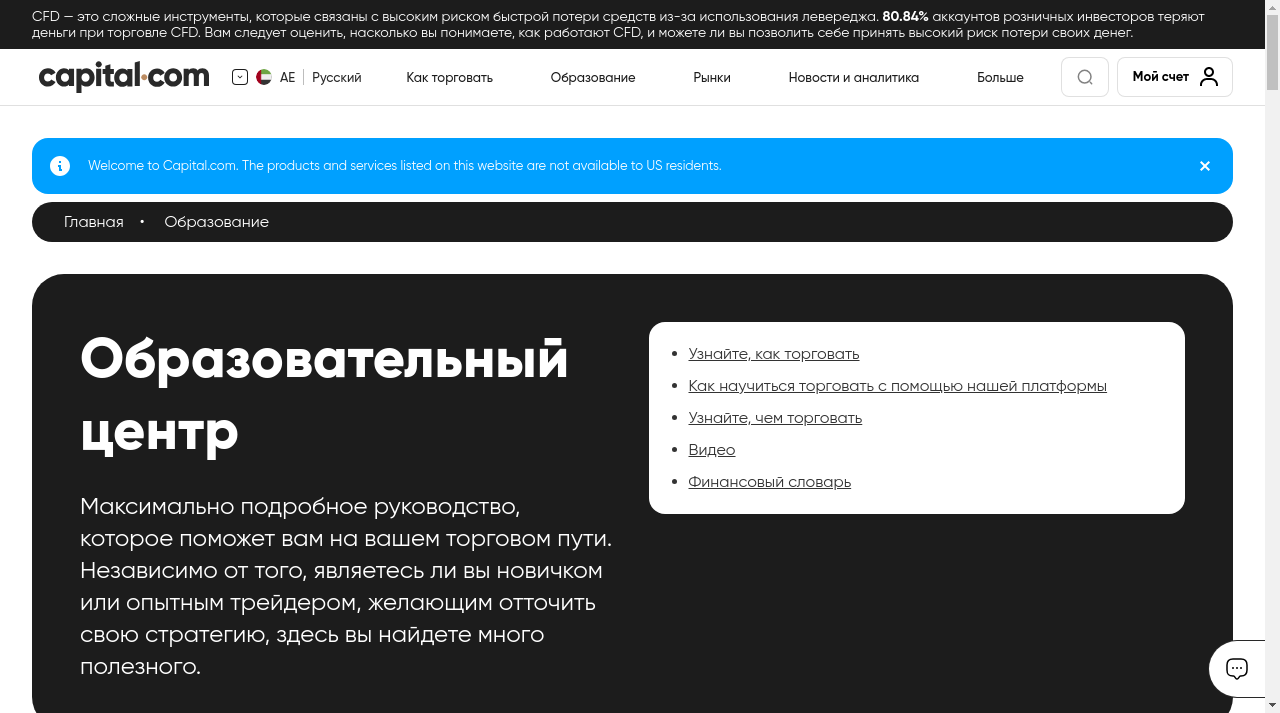 CFD — это сложные инструменты, которые связаны с высоким риском быстрой потери средств из-за использования левереджа. 80.84% аккаунтов розничных инвесторов теряют
деньги при торговле CFD. Вам следует оценить, насколько вы понимаете, как работают CFD, и можете ли вы позволить себе принять высокий риск потери своих денег.
capital.com AE Русский Как торговать Образование Рынки Новости и аналитика Больше Мой счет
Welcome to Capital.com. The products and services listed on this website are not available to US residents.
Главная • Образование
Образовательный
центр
Максимально подробное руководство,
которое поможет вам на вашем торговом пути.
Независимо от того, являетесь ли вы новичком
или опытным трейдером, желающим отточить
свою стратегию, здесь вы найдете много
полезного.
Узнайте, как торговать
Как научиться торговать с помощью нашей платформы
Узнайте, чем торговать
Видео
Финансовый словарь